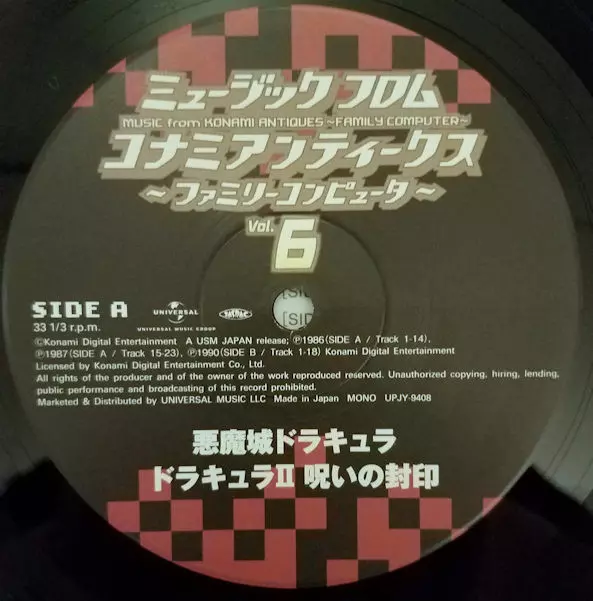 ミュージック フロム
MUSIC from KONAMI ANTIQUES ~FAMILY COMPUTER~
コナミアンティークス
~ファミリーコンピュータ~
Vol. 6
[SI
[SID
SIDE A
33 1/3 r.p.m.
UNIVERSAL
UNIVERSAL MUSIC GROUP
©Konami Digital Entertainment A USM JAPAN release; ℗1986(SIDE A / Track 1-14),
℗1987(SIDE A / Track 15-23), ℗1990(SIDE B / Track 1-18) Konami Digital Entertainment
Licensed by Konami Digital Entertainment Co., Ltd.
All rights of the producer and of the owner of the work reproduced reserved. Unauthorized copying, hiring, lending,
public performance and broadcasting of this record prohibited.
Marketed & Distributed by UNIVERSAL MUSIC LLC Made in Japan MONO UPJY-9408
悪魔城ドラキュラ
ドラキュラII 呪いの封印